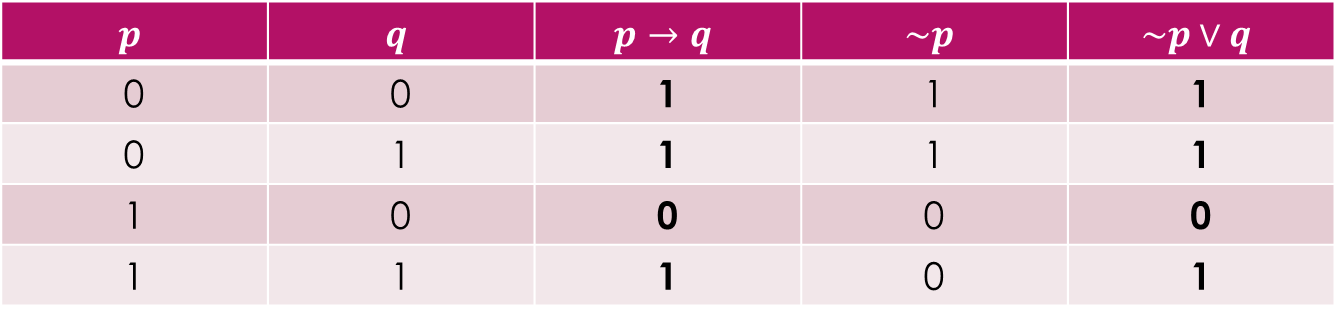 p q p → q ~p ~p ∨ q
0 0 1 1 1
0 1 1 1 1
1 0 0 0 0
1 1 1 0 1